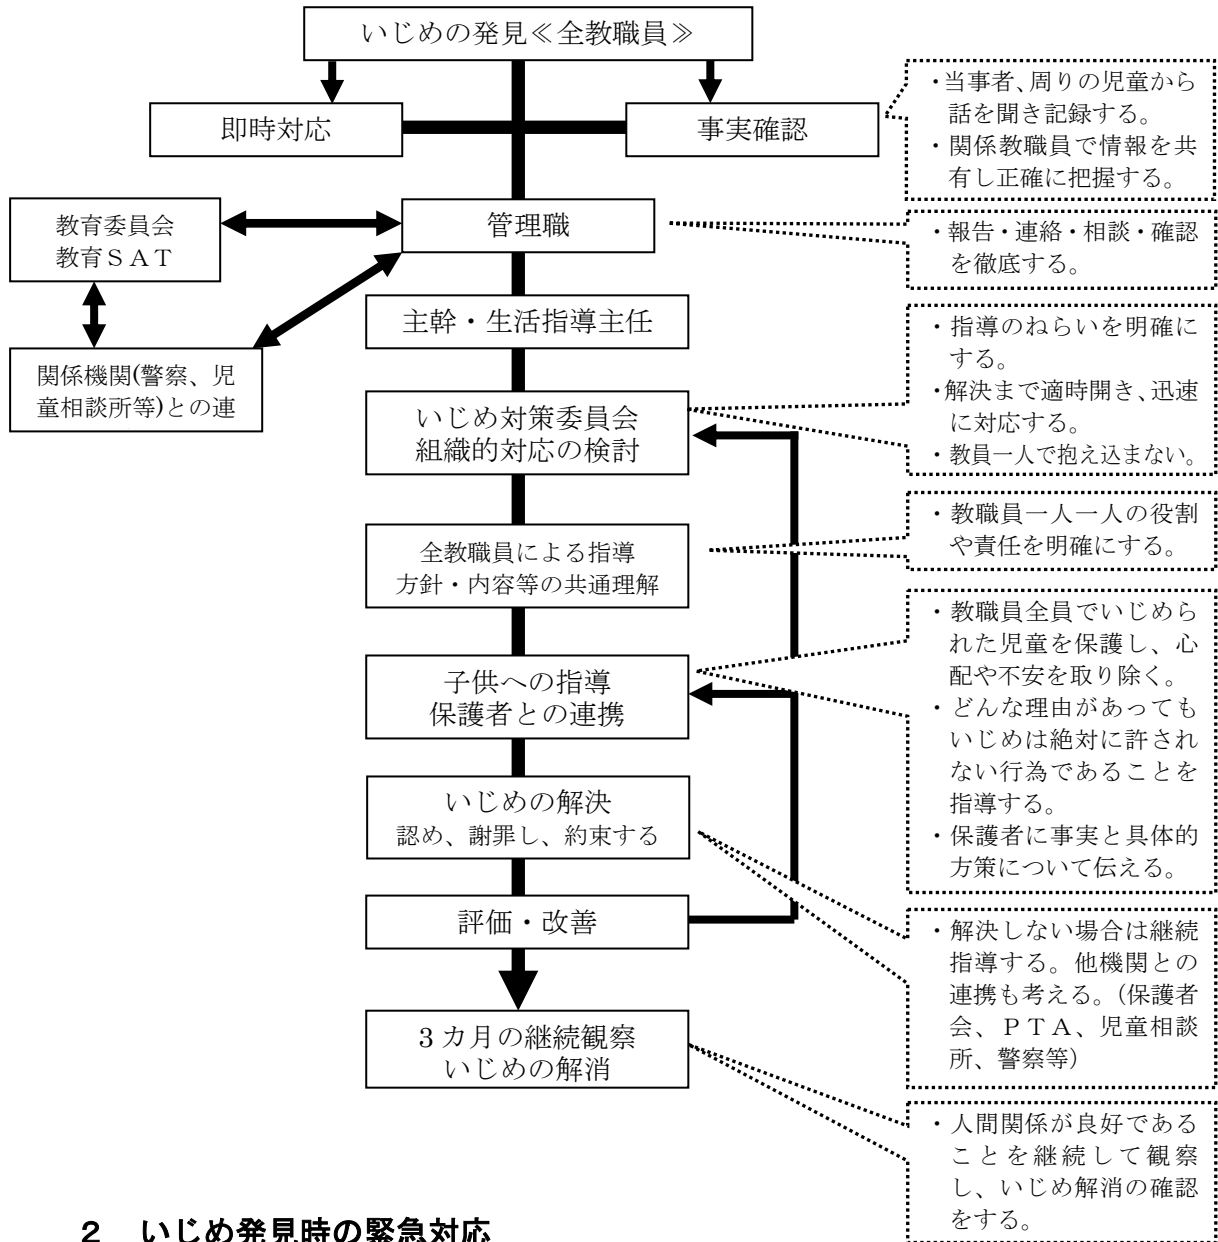 いじめの発見≪全教職員≫
即時対応
事実確認
・当事者、周りの児童から
話を聞き記録する。
・関係教職員で情報を共
有し正確に把握する。
教育委員会
教育ＳＡＴ
管理職
・報告・連絡・相談・確認
を徹底する。
主幹・生活指導主任
関係機関(警察、児
童相談所等)との連
・指導のねらいを明確に
する。
・解決まで適時開き、迅速
に対応する。
・教員一人で抱え込まない。
いじめ対策委員会
組織的対応の検討
全教職員による指導
方針・内容等の共通理解
・教職員一人一人の役割
や責任を明確にする。
子供への指導
保護者との連携
・教職員全員でいじめら
れた児童を保護し、心
配や不安を取り除く。
・どんな理由があっても
いじめは絶対に許され
ない行為であることを
指導する。
・保護者に事実と具体的
方策について伝える。
いじめの解決
認め、謝罪し、約束する
評価・改善
・解決しない場合は継続
指導する。他機関との
連携も考える。（保護者
会、ＰＴＡ、児童相談
所、警察等）
３カ月の継続観察
いじめの解消
・人間関係が良好である
ことを継続して観察
し、いじめ解消の確認
をする。
２　いじめ発見時の緊急対応